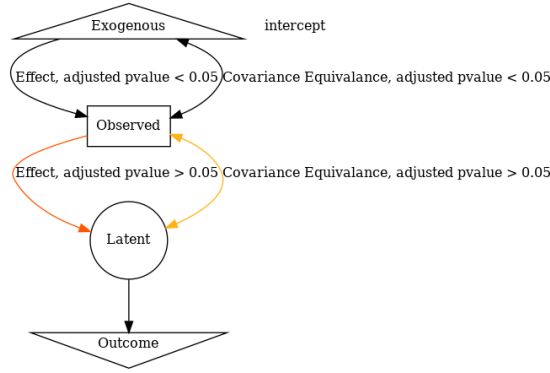 Exogenous
intercept
Effect, adjusted pvalue < 0.05
Covariance Equivalance, adjusted pvalue < 0.05
Observed
Effect, adjusted pvalue > 0.05
Covariance Equivalance, adjusted pvalue > 0.05
Latent
Outcome